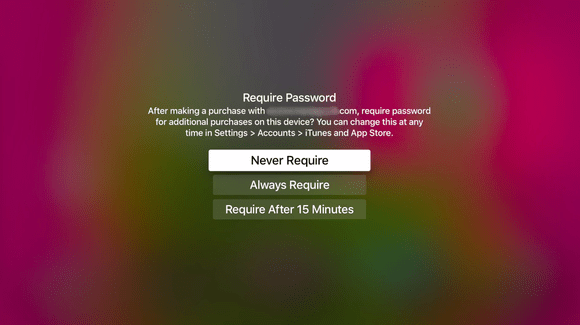 Require Password
After making a purchase with com, require password
for additional purchases on this device? You can change this at any
time in Settings > Accounts > iTunes and App Store.
Never Require
Always Require
Require After 15 Minutes